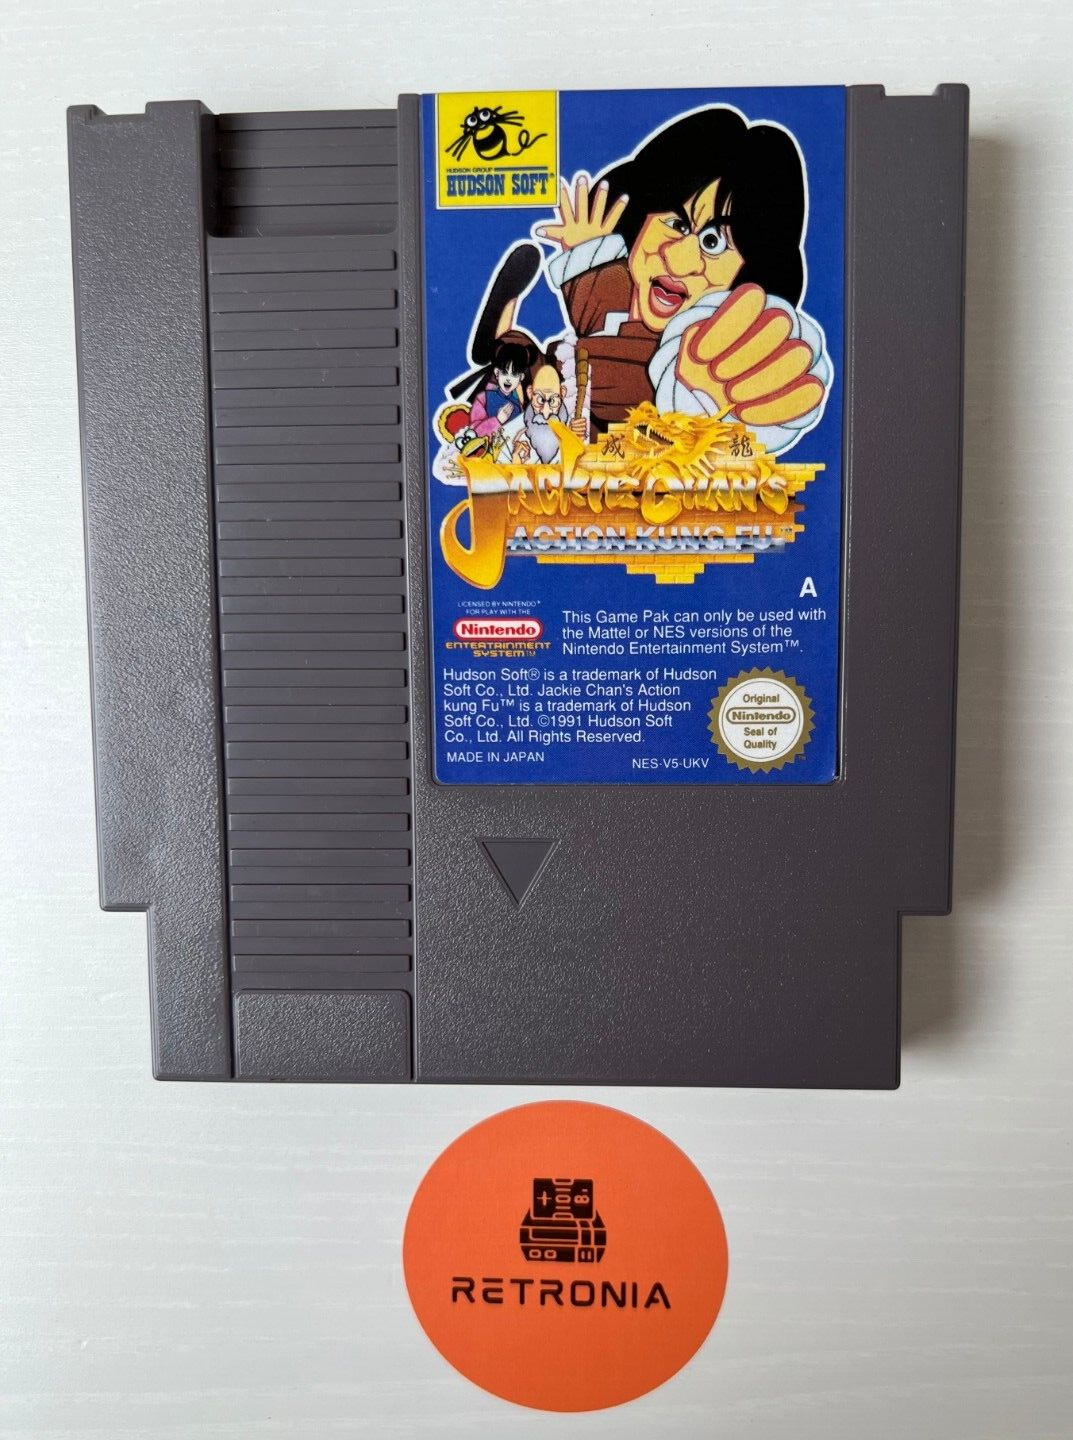 HUDSON GROUP
HUDSON SOFT®
成 龍
JACKIE CHAN'S
ACTION KUNG FU™
A
LICENSED BY NINTENDO®
FOR PLAY WITH THE
Nintendo
ENTERTAINMENT
SYSTEM™
This Game Pak can only be used with
the Mattel or NES versions of the
Nintendo Entertainment System™.
Hudson Soft® is a trademark of Hudson
Soft Co., Ltd. Jackie Chan's Action
kung Fu™ is a trademark of Hudson
Soft Co., Ltd. ©1991 Hudson Soft
Co., Ltd. All Rights Reserved.
MADE IN JAPAN
NES-V5-UKV
Original
Nintendo
Seal of
Quality
™
RETRONIA